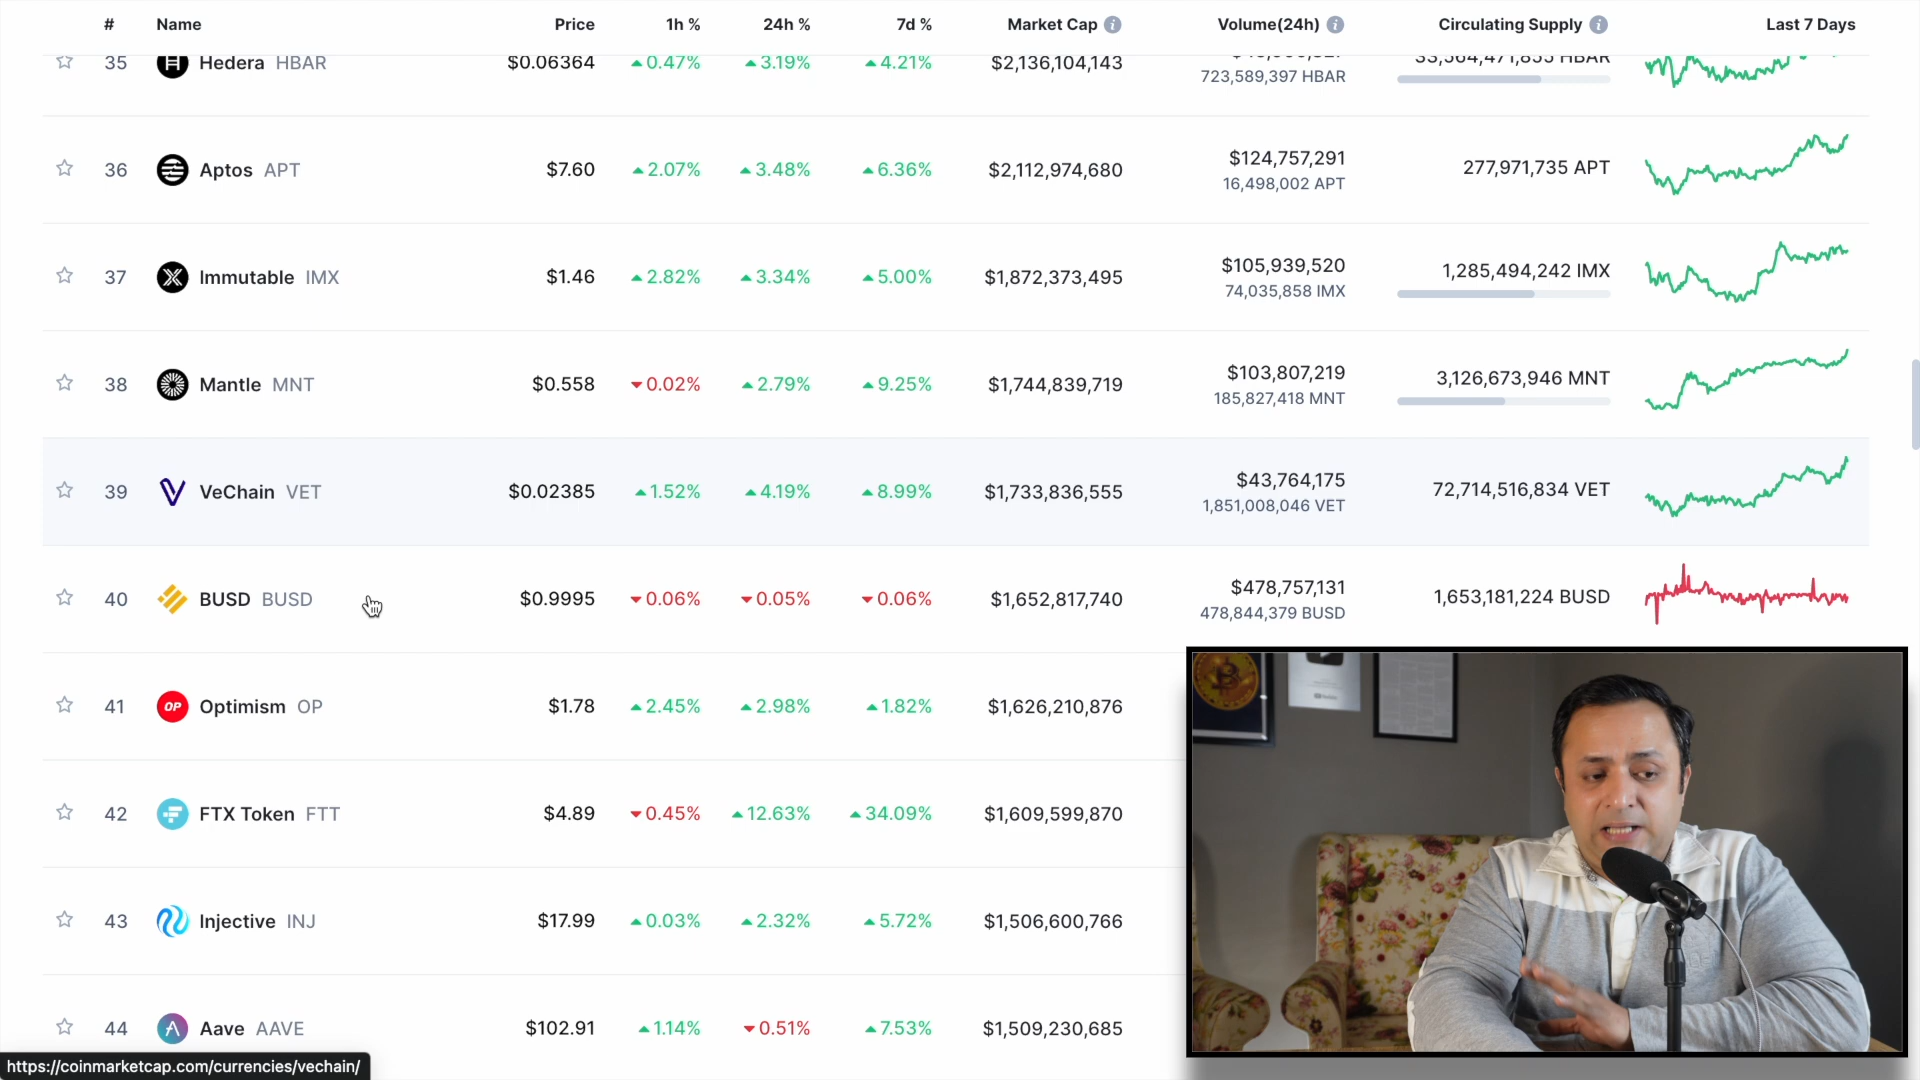 # Name Price 1h % 24h % 7d % Market Cap Volume(24h) Circulating Supply Last 7 Days
35 Hedera HBAR $0.06364 0.47% 3.19% 4.21% $2,136,104,143
723,589,397 HBAR
36 Aptos APT $7.60 2.07% 3.48% 6.36% $2,112,974,680 $124,757,291 277,971,735 APT
16,498,002 APT
37 Immutable IMX $1.46 2.82% 3.34% 5.00% $1,872,373,495 $105,939,520 1,285,494,242 IMX
74,035,858 IMX
38 Mantle MNT $0.558 0.02% 2.79% 9.25% $1,744,839,719 $103,807,219 3,126,673,946 MNT
185,827,418 MNT
39 VeChain VET $0.02385 1.52% 4.19% 8.99% $1,733,836,555 $43,764,175 72,714,516,834 VET
1,851,008,046 VET
40 BUSD BUSD $0.9995 0.06% 0.05% 0.06% $1,652,817,740 $478,757,131 1,653,181,224 BUSD
478,844,379 BUSD
41 OP Optimism OP $1.78 2.45% 2.98% 1.82% $1,626,210,876
42 FTX Token FTT $4.89 0.45% 12.63% 34.09% $1,609,599,870
43 Injective INJ $17.99 0.03% 2.32% 5.72% $1,506,600,766
44 Aave AAVE $102.91 1.14% 0.51% 7.53% $1,509,230,685
https://coinmarketcap.com/currencies/vechain/